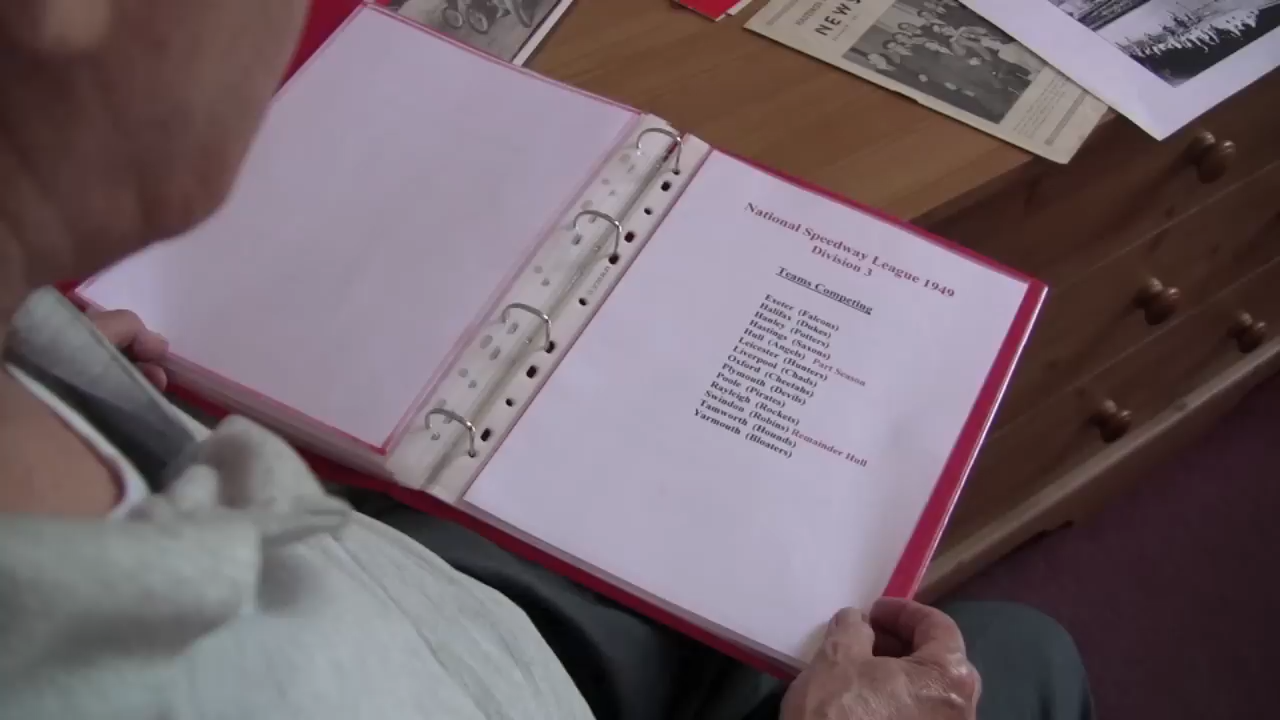 NEWS
National Speedway League 1949
Division 3
Teams Competing
Exeter (Falcons)
Halifax (Dukes)
Hanley (Potters)
Hastings (Saxons)
Hull (Angels) Part Season
Leicester (Hunters)
Liverpool (Chads)
Oxford (Cheetahs)
Plymouth (Devils)
Poole (Pirates)
Rayleigh (Rockets)
Swindon (Robins) Remainder Hull
Tamworth (Hounds)
Yarmouth (Bloaters)